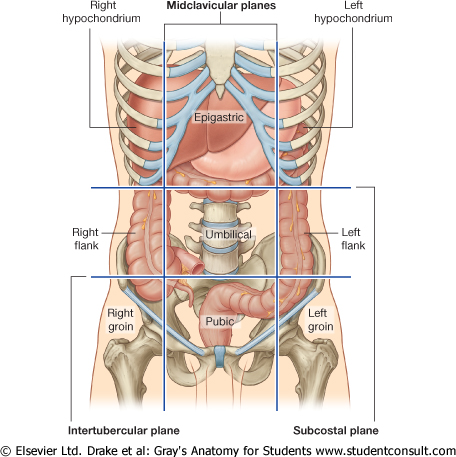 Right
hypochondrium
Midclavicular planes
Left
hypochondrium
Epigastric
Right
flank
Umbilical
Left
flank
Right
groin
Pubic
Left
groin
Intertubercular plane
Subcostal plane
© Elsevier Ltd. Drake et al: Gray's Anatomy for Students www.studentconsult.com